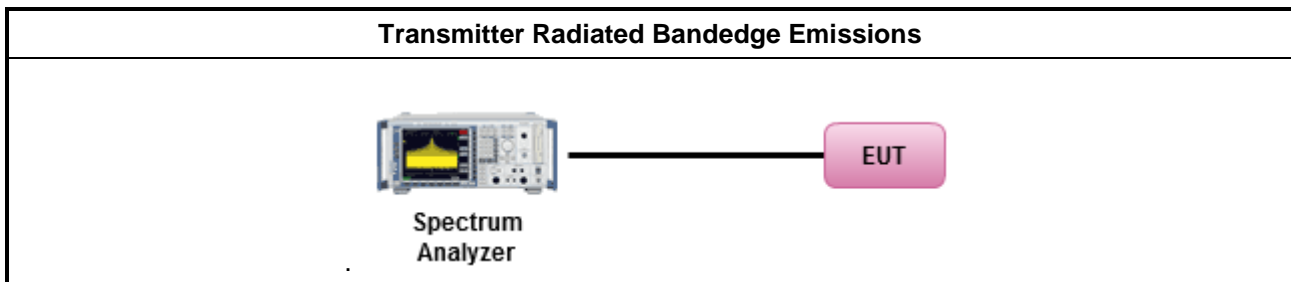 Transmitter Radiated Bandedge Emissions
EUT
Spectrum
Analyzer
.